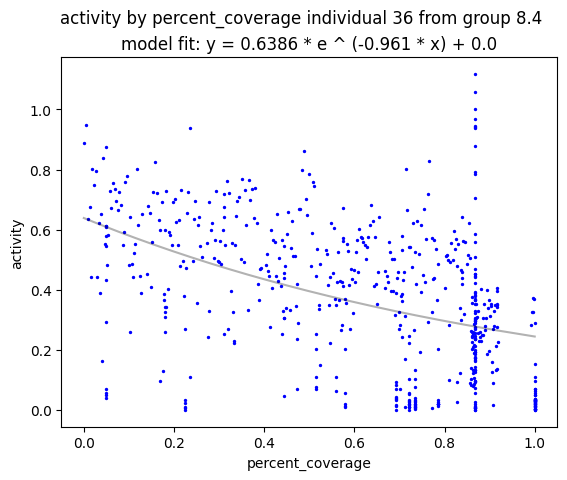 activity by percent_coverage individual 36 from group 8.4
model fit: y = 0.6386 * e ^ (-0.961 * x) + 0.0
activity
1.0
0.8
0.6
0.4
0.2
0.0
0.0 0.2 0.4 0.6 0.8 1.0
percent_coverage